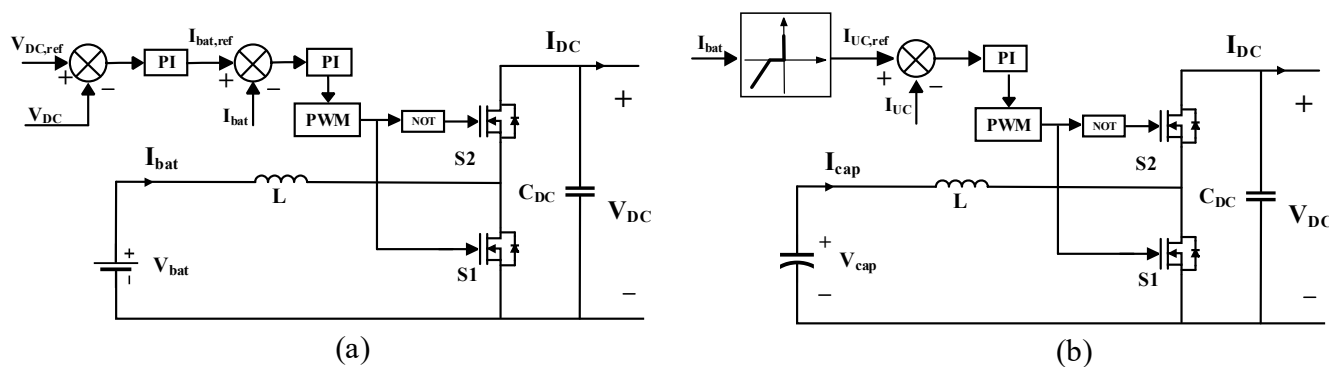 V_DC,ref
+
−
V_DC
PI
I_bat,ref
+
−
I_bat
PI
PWM
NOT
S2
S1
I_bat
L
V_bat
+
−
C_DC
I_DC
+
V_DC
−
(a)
I_bat
I_UC,ref
+
−
I_UC
PI
PWM
NOT
S2
S1
I_cap
L
+
V_cap
−
C_DC
I_DC
+
V_DC
−
(b)